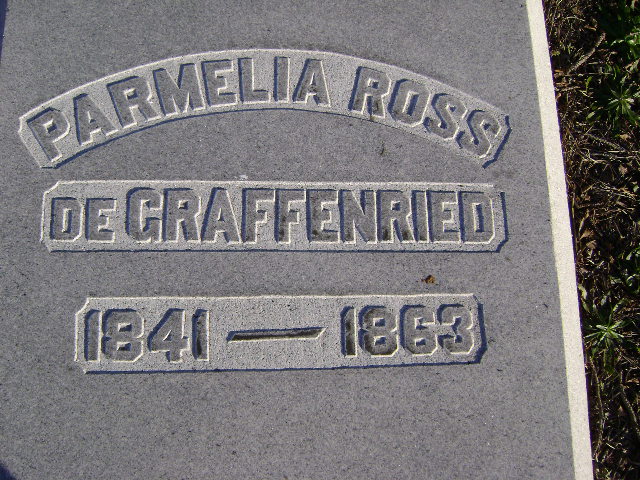 PARMELIA ROSS
DE GRAFFENRIED
1841 — 1863